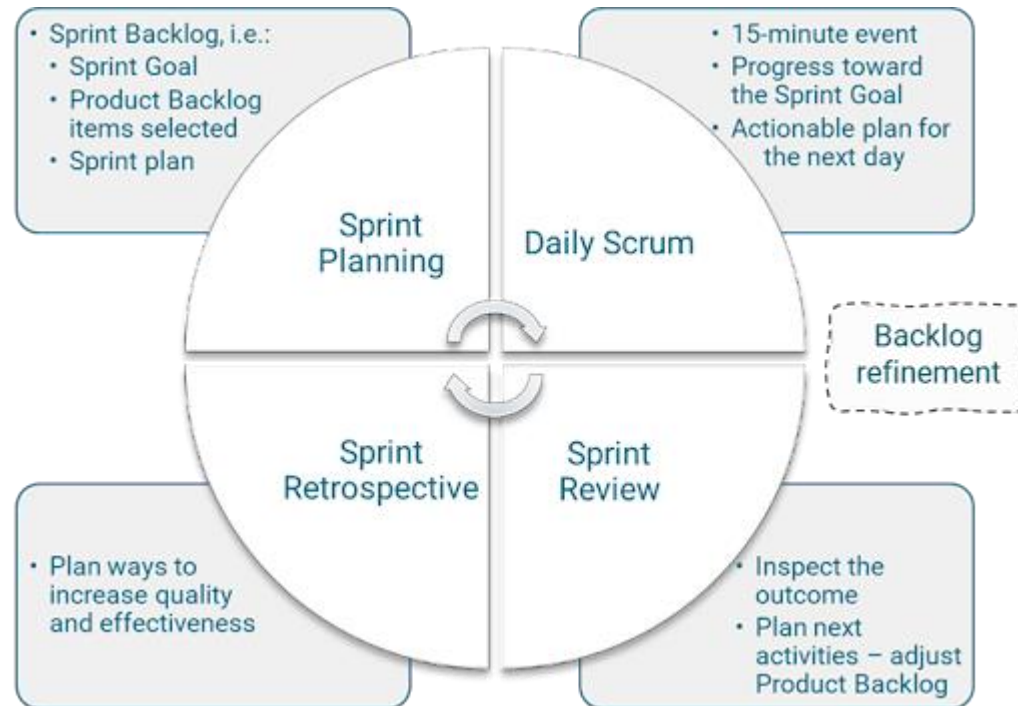 • Sprint Backlog, i.e.:
• Sprint Goal
• Product Backlog
items selected
• Sprint plan
• 15-minute event
• Progress toward
the Sprint Goal
• Actionable plan for
the next day
Sprint
Planning
Daily Scrum
Backlog
refinement
Sprint
Retrospective
Sprint
Review
• Plan ways to
increase quality
and effectiveness
• Inspect the
outcome
• Plan next
activities – adjust
Product Backlog